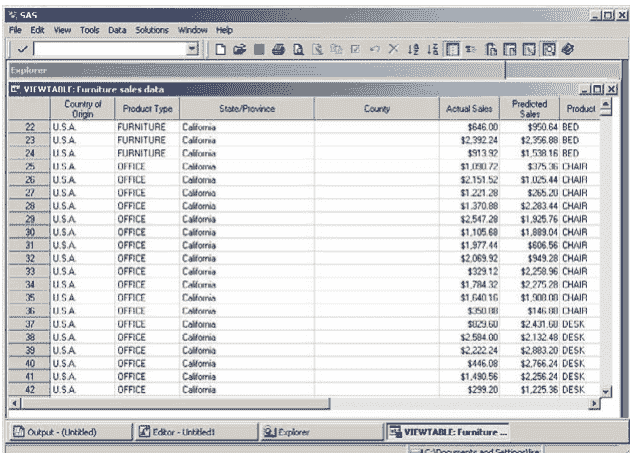 SAS
File Edit View Tools Data Solutions Window Help
Explorer
VIEWTABLE: Furniture sales data
Country of Origin Product Type State/Province County Actual Sales Predicted Sales Product
22 U.S.A. FURNITURE California $646.00 $950.64 BED
23 U.S.A. FURNITURE California $2,392.24 $2,356.88 BED
24 U.S.A. FURNITURE California $913.92 $1,538.16 BED
25 U.S.A. OFFICE California $1,090.72 $375.36 CHAIR
26 U.S.A. OFFICE California $2,151.52 $1,025.44 CHAIR
27 U.S.A. OFFICE California $1,221.28 $265.20 CHAIR
28 U.S.A. OFFICE California $1,370.88 $2,283.44 CHAIR
29 U.S.A. OFFICE California $2,547.28 $1,925.76 CHAIR
30 U.S.A. OFFICE California $1,105.68 $1,889.04 CHAIR
31 U.S.A. OFFICE California $1,977.44 $606.56 CHAIR
32 U.S.A. OFFICE California $2,069.92 $949.28 CHAIR
33 U.S.A. OFFICE California $329.12 $2,258.96 CHAIR
34 U.S.A. OFFICE California $1,784.32 $2,275.28 CHAIR
35 U.S.A. OFFICE California $1,640.16 $1,908.08 CHAIR
36 U.S.A. OFFICE California $350.88 $146.88 CHAIR
37 U.S.A. OFFICE California $829.60 $2,431.68 DESK
38 U.S.A. OFFICE California $2,584.00 $2,132.48 DESK
39 U.S.A. OFFICE California $2,222.24 $2,883.20 DESK
40 U.S.A. OFFICE California $446.08 $2,766.24 DESK
41 U.S.A. OFFICE California $1,490.56 $2,256.24 DESK
42 U.S.A. OFFICE California $299.20 $1,225.36 DESK
Output - (Untitled) Editor - Untitled1 Explorer VIEWTABLE: Furniture ...
C:\Documents and Settings\